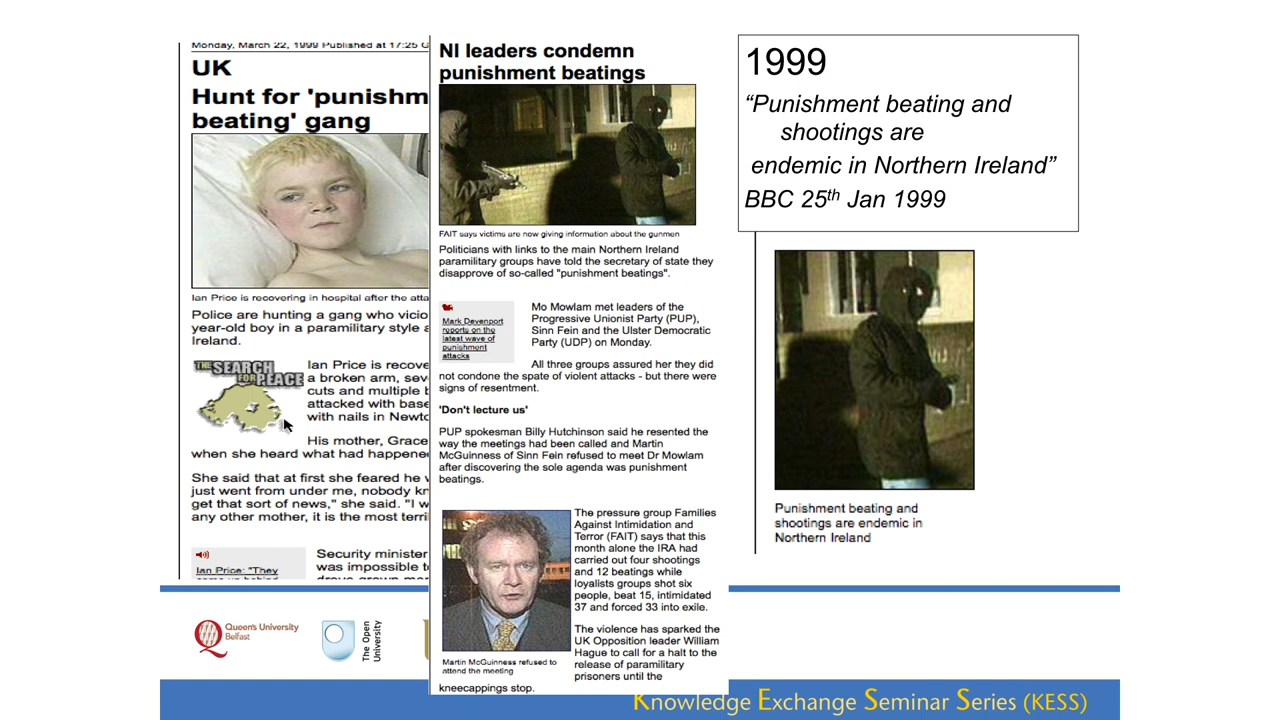 Monday, March 22, 1999 Published at 17:25 G
UK
Hunt for 'punishm
beating' gang
Ian Price is recovering in hospital after the atta
Police are hunting a gang who vicio
year-old boy in a paramilitary style a
Ireland.
THE SEARCH
FOR PEACE
Ian Price is recove
a broken arm, sev
cuts and multiple b
attacked with base
with nails in Newto
His mother, Grace
when she heard what had happene
She said that at first she feared he w
just went from under me, nobody kn
get that sort of news," she said. "I w
any other mother, it is the most terri
Ian Price: "They
Security minister
was impossible t
NI leaders condemn
punishment beatings
FAIT says victims are now giving information about the gunmen
Politicians with links to the main Northern Ireland
paramilitary groups have told the secretary of state they
disapprove of so-called "punishment beatings".
Mark Devenport
reports on the
latest wave of
punishment
attacks
Mo Mowlam met leaders of the
Progressive Unionist Party (PUP),
Sinn Fein and the Ulster Democratic
Party (UDP) on Monday.
All three groups assured her they did
not condone the spate of violent attacks - but there were
signs of resentment.
'Don't lecture us'
PUP spokesman Billy Hutchinson said he resented the
way the meetings had been called and Martin
McGuinness of Sinn Fein refused to meet Dr Mowlam
after discovering the sole agenda was punishment
beatings.
The pressure group Families
Against Intimidation and
Terror (FAIT) says that this
month alone the IRA had
carried out four shootings
and 12 beatings while
loyalists groups shot six
people, beat 15, intimidated
37 and forced 33 into exile.
The violence has sparked the
UK Opposition leader William
Hague to call for a halt to the
release of paramilitary
prisoners until the
kneecappings stop.
Martin McGuinness refused to
attend the meeting
1999
“Punishment beating and
shootings are
endemic in Northern Ireland”
BBC 25th Jan 1999
Punishment beating and
shootings are endemic in
Northern Ireland
Queen's University
Belfast
The Open
University
Knowledge Exchange Seminar Series (KESS)